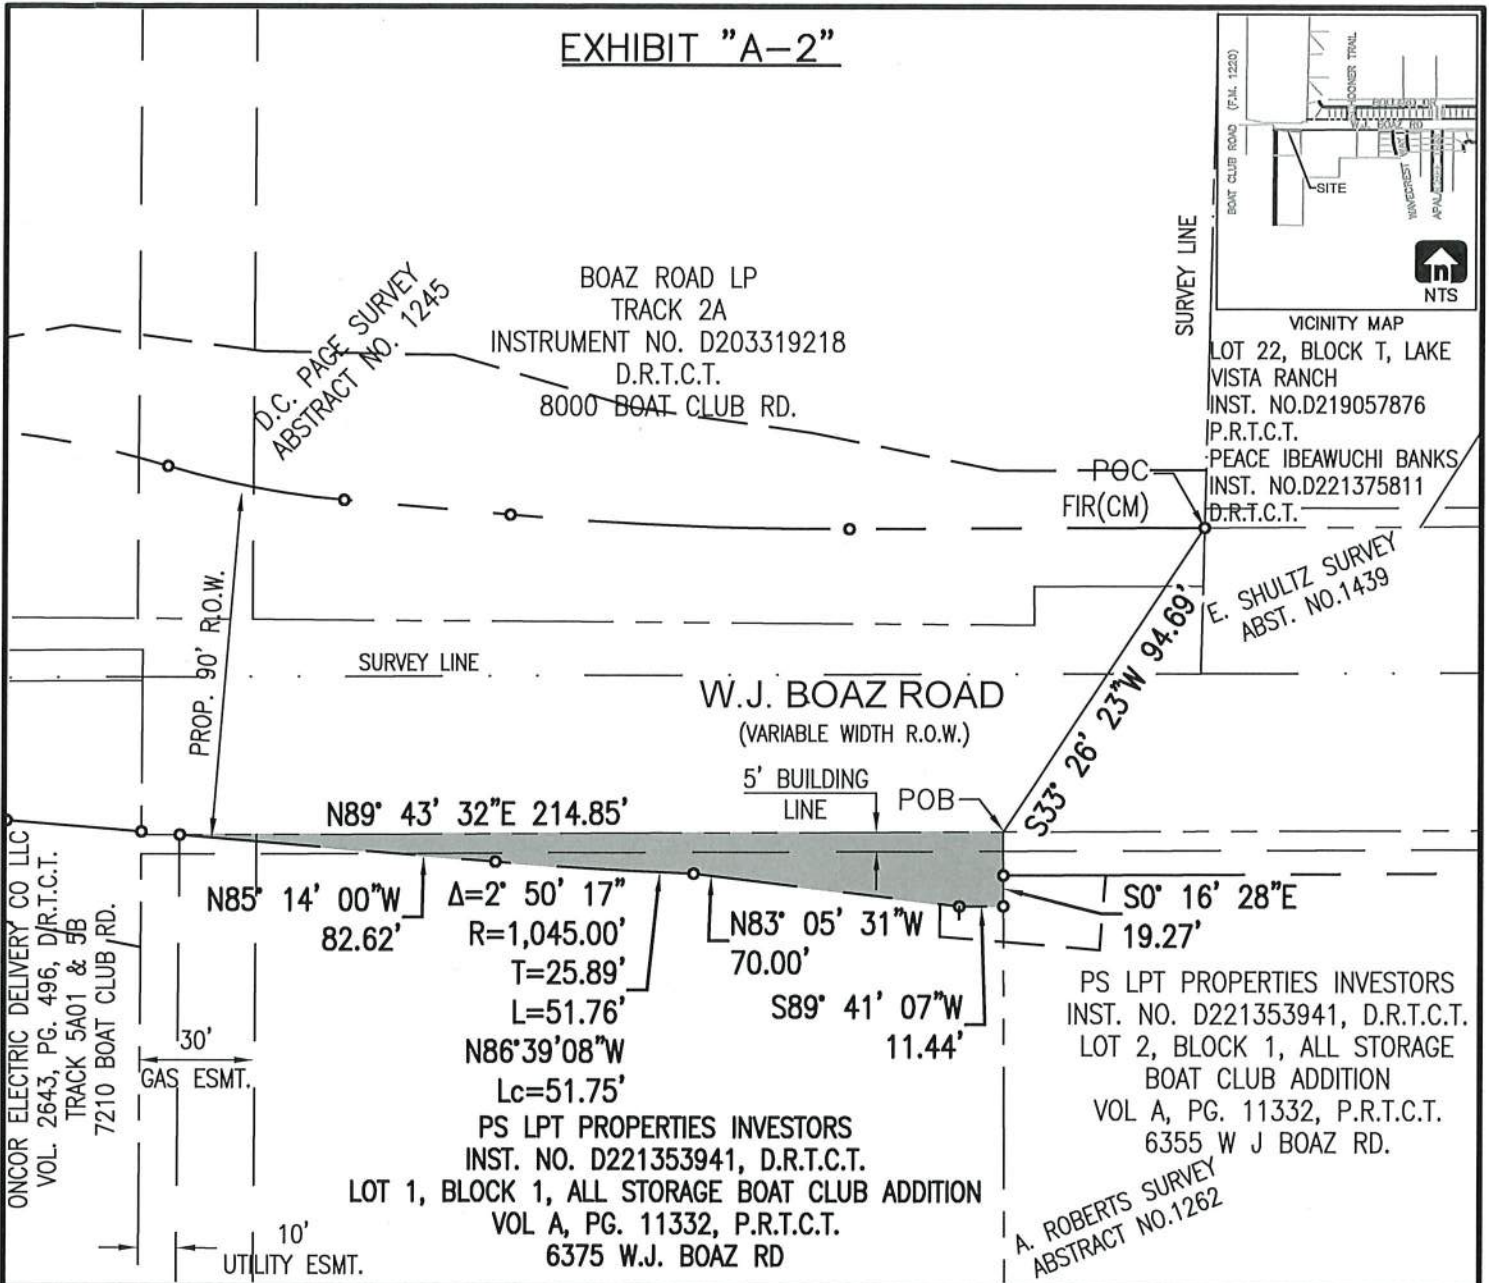 EXHIBIT "A-2"
BOAT CLUB ROAD (F.M. 1220)
W.J. BOAZ RD
SITE
WAVECREST WAY
NTS
VICINITY MAP
SURVEY LINE
LOT 22, BLOCK T, LAKE
VISTA RANCH
INST. NO.D219057876
P.R.T.C.T.
PEACE IBEAWUCHI BANKS
INST. NO.D221375811
D.R.T.C.T.
D.C. PAGE SURVEY
ABSTRACT NO. 1245
BOAZ ROAD LP
TRACK 2A
INSTRUMENT NO. D203319218
D.R.T.C.T.
8000 BOAT CLUB RD.
POC
FIR(CM)
E. SHULTZ SURVEY
ABST. NO.1439
PROP. 90' R.O.W.
SURVEY LINE
W.J. BOAZ ROAD
(VARIABLE WIDTH R.O.W.)
S33° 26' 23"W 94.69'
5' BUILDING
LINE
POB
N89° 43' 32"E 214.85'
N85° 14' 00"W
82.62'
Δ=2° 50' 17"
R=1,045.00'
T=25.89'
L=51.76'
N86°39'08"W
Lc=51.75'
N83° 05' 31"W
70.00'
S89° 41' 07"W
11.44'
S0° 16' 28"E
19.27'
ONCOR ELECTRIC DELIVERY CO LLC
VOL. 2643, PG. 496, D.R.T.C.T.
TRACK 5A01 & 5B
7210 BOAT CLUB RD.
30'
GAS ESMT.
10'
UTILITY ESMT.
PS LPT PROPERTIES INVESTORS
INST. NO. D221353941, D.R.T.C.T.
LOT 1, BLOCK 1, ALL STORAGE BOAT CLUB ADDITION
VOL A, PG. 11332, P.R.T.C.T.
6375 W.J. BOAZ RD
PS LPT PROPERTIES INVESTORS
INST. NO. D221353941, D.R.T.C.T.
LOT 2, BLOCK 1, ALL STORAGE
BOAT CLUB ADDITION
VOL A, PG. 11332, P.R.T.C.T.
6355 W J BOAZ RD.
A. ROBERTS SURVEY
ABSTRACT NO.1262